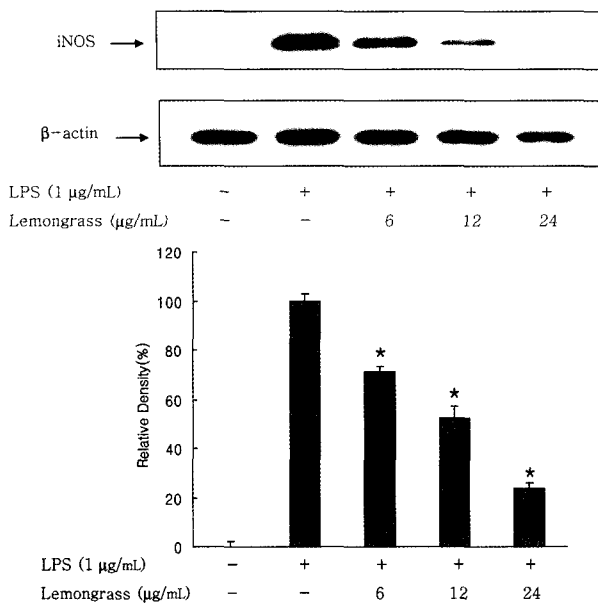 iNOS
β-actin
LPS (1 μg/mL) - + + + +
Lemongrass (μg/mL) - - 6 12 24
120
100
80
60
40
20
0
Relative Density(%)
*
*
*
*
LPS (1 μg/mL) - + + + +
Lemongrass (μg/mL) - - 6 12 24